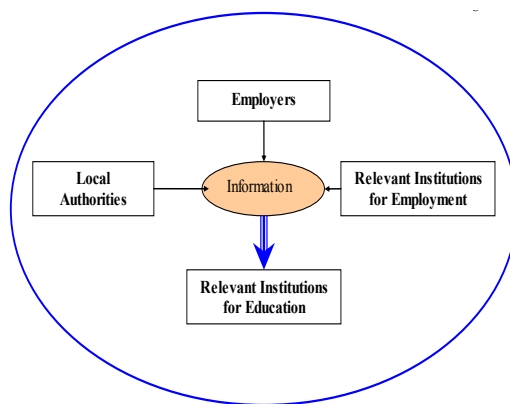 Employers
Local
Authorities
Information
Relevant Institutions
for Employment
Relevant Institutions
for Education